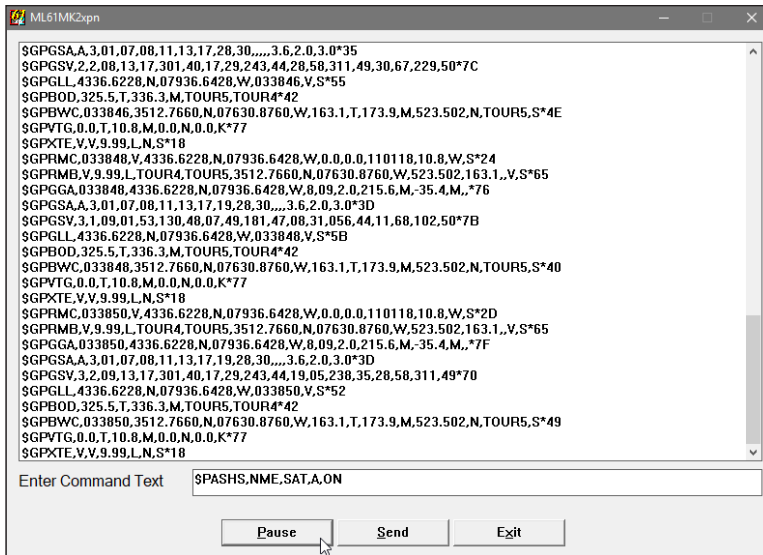 ML61MK2xpn
$GPGSA,A,3,01,07,08,11,13,17,28,30,,,,,3.6,2.0,3.0*35
$GPGSV,2,2,08,13,17,301,40,17,29,243,44,28,58,311,49,30,67,229,50*7C
$GPGLL,4336.6228,N,07936.6428,W,033846,V,S*55
$GPBOD,325.5,T,336.3,M,TOUR5,TOUR4*42
$GPBWC,033846,3512.7660,N,07630.8760,W,163.1,T,173.9,M,523.502,N,TOUR5,S*4E
$GPVTG,0.0,T,10.8,M,0.0,N,0.0,K*77
$GPXTE,V,V,9.99,L,N,S*18
$GPRMC,033848,V,4336.6228,N,07936.6428,W,0.0,0.0,110118,10.8,W,S*24
$GPRMB,V,9.99,L,TOUR4,TOUR5,3512.7660,N,07630.8760,W,523.502,163.1,,V,S*65
$GPGGA,033848,4336.6228,N,07936.6428,W,8,09,2.0,215.6,M,-35.4,M,,*76
$GPGSA,A,3,01,07,08,11,13,17,19,28,30,,,,3.6,2.0,3.0*3D
$GPGSV,3,1,09,01,53,130,48,07,49,181,47,08,31,056,44,11,68,102,50*7B
$GPGLL,4336.6228,N,07936.6428,W,033848,V,S*5B
$GPBOD,325.5,T,336.3,M,TOUR5,TOUR4*42
$GPBWC,033848,3512.7660,N,07630.8760,W,163.1,T,173.9,M,523.502,N,TOUR5,S*40
$GPVTG,0.0,T,10.8,M,0.0,N,0.0,K*77
$GPXTE,V,V,9.99,L,N,S*18
$GPRMC,033850,V,4336.6228,N,07936.6428,W,0.0,0.0,110118,10.8,W,S*2D
$GPRMB,V,9.99,L,TOUR4,TOUR5,3512.7660,N,07630.8760,W,523.502,163.1,,V,S*65
$GPGGA,033850,4336.6228,N,07936.6428,W,8,09,2.0,215.6,M,-35.4,M,,*7F
$GPGSA,A,3,01,07,08,11,13,17,19,28,30,,,,3.6,2.0,3.0*3D
$GPGSV,3,2,09,13,17,301,40,17,29,243,44,19,05,238,35,28,58,311,49*70
$GPGLL,4336.6228,N,07936.6428,W,033850,V,S*52
$GPBOD,325.5,T,336.3,M,TOUR5,TOUR4*42
$GPBWC,033850,3512.7660,N,07630.8760,W,163.1,T,173.9,M,523.502,N,TOUR5,S*49
$GPVTG,0.0,T,10.8,M,0.0,N,0.0,K*77
$GPXTE,V,V,9.99,L,N,S*18
Enter Command Text $PASHS,NME,SAT,A,ON
Pause Send Exit